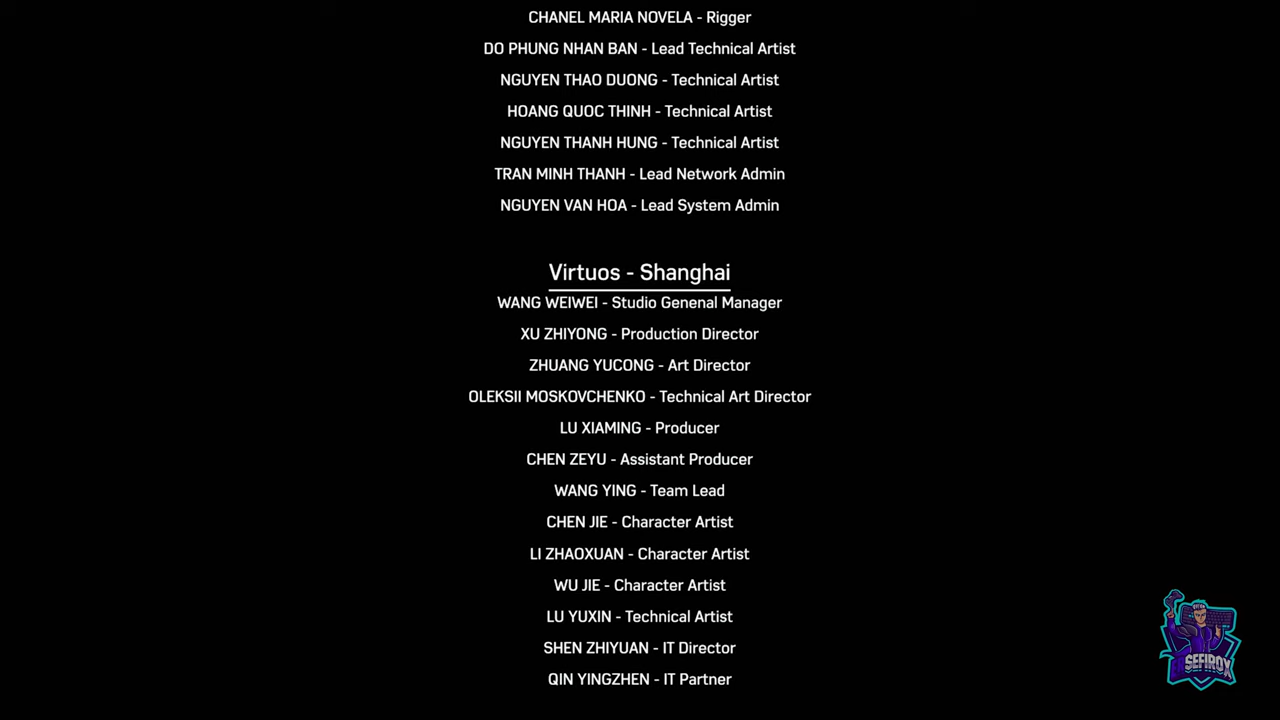 CHANEL MARIA NOVELA - Rigger
DO PHUNG NHAN BAN - Lead Technical Artist
NGUYEN THAO DUONG - Technical Artist
HOANG QUOC THINH - Technical Artist
NGUYEN THANH HUNG - Technical Artist
TRAN MINH THANH - Lead Network Admin
NGUYEN VAN HOA - Lead System Admin
Virtuos - Shanghai
WANG WEIWEI - Studio Genenal Manager
XU ZHIYONG - Production Director
ZHUANG YUCONG - Art Director
OLEKSII MOSKOVCHENKO - Technical Art Director
LU XIAMING - Producer
CHEN ZEYU - Assistant Producer
WANG YING - Team Lead
CHEN JIE - Character Artist
LI ZHAOXUAN - Character Artist
WU JIE - Character Artist
LU YUXIN - Technical Artist
SHEN ZHIYUAN - IT Director
QIN YINGZHEN - IT Partner
SEFIROX